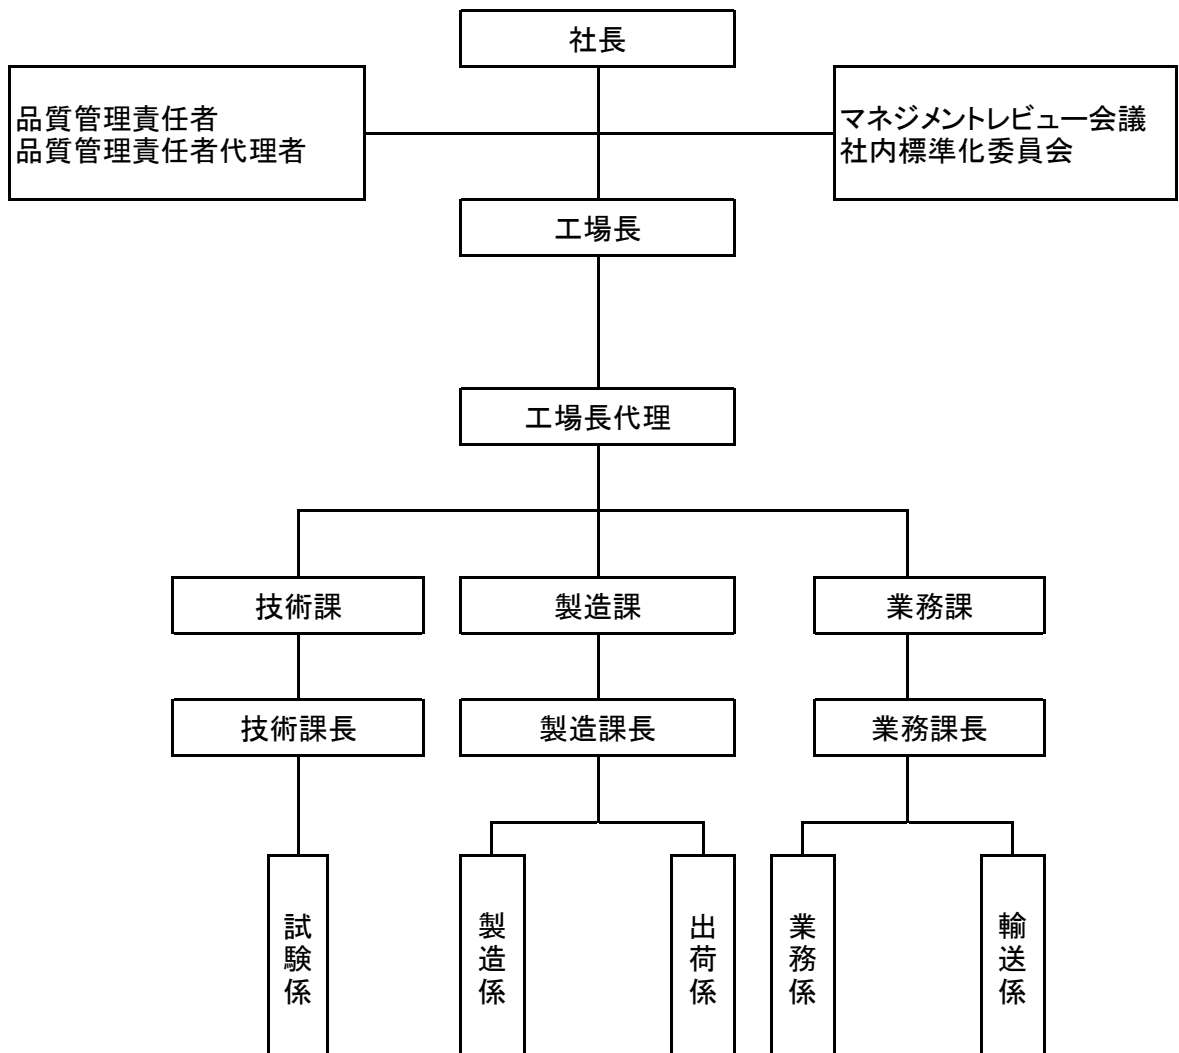 社長
品質管理責任者
品質管理責任者代理者
マネジメントレビュー会議
社内標準化委員会
工場長
工場長代理
技術課
製造課
業務課
技術課長
製造課長
業務課長
試験係
製造係
出荷係
業務係
輸送係